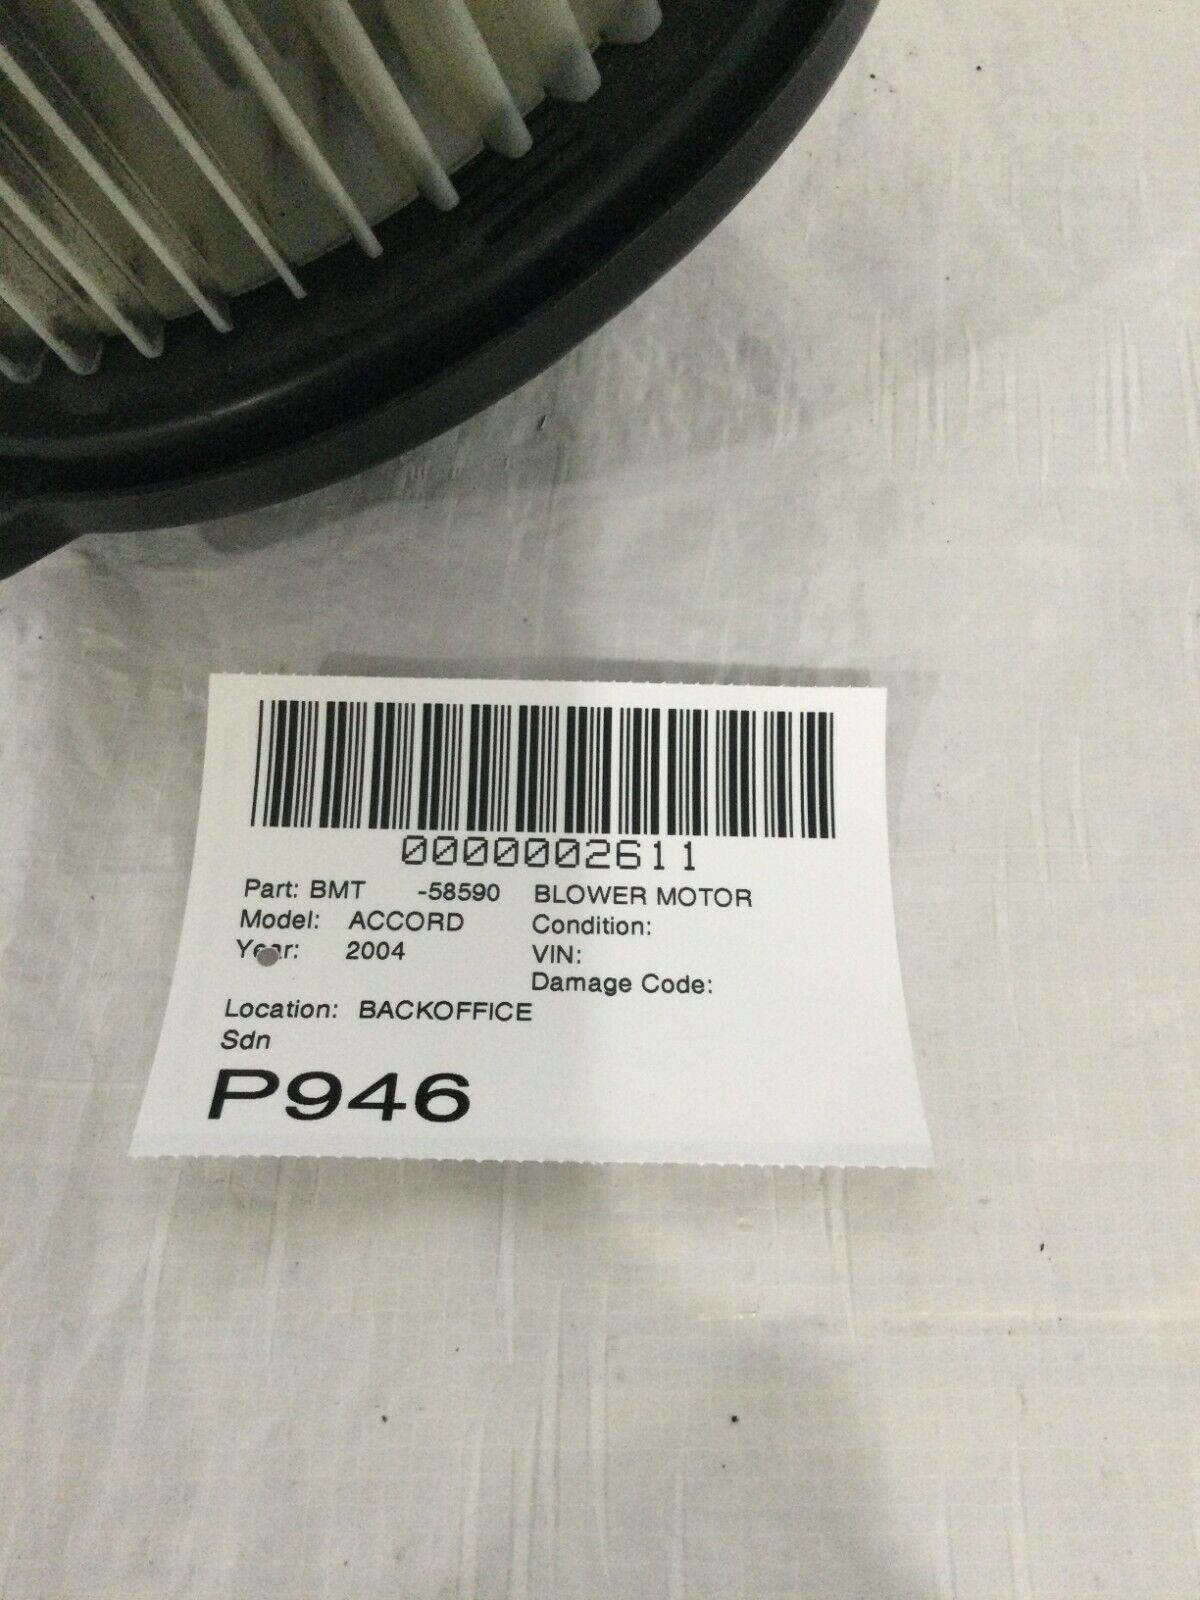 0000002611
Part: BMT -58590 BLOWER MOTOR
Model: ACCORD Condition:
Year: 2004 VIN:
Damage Code:
Location: BACKOFFICE
Sdn
P946